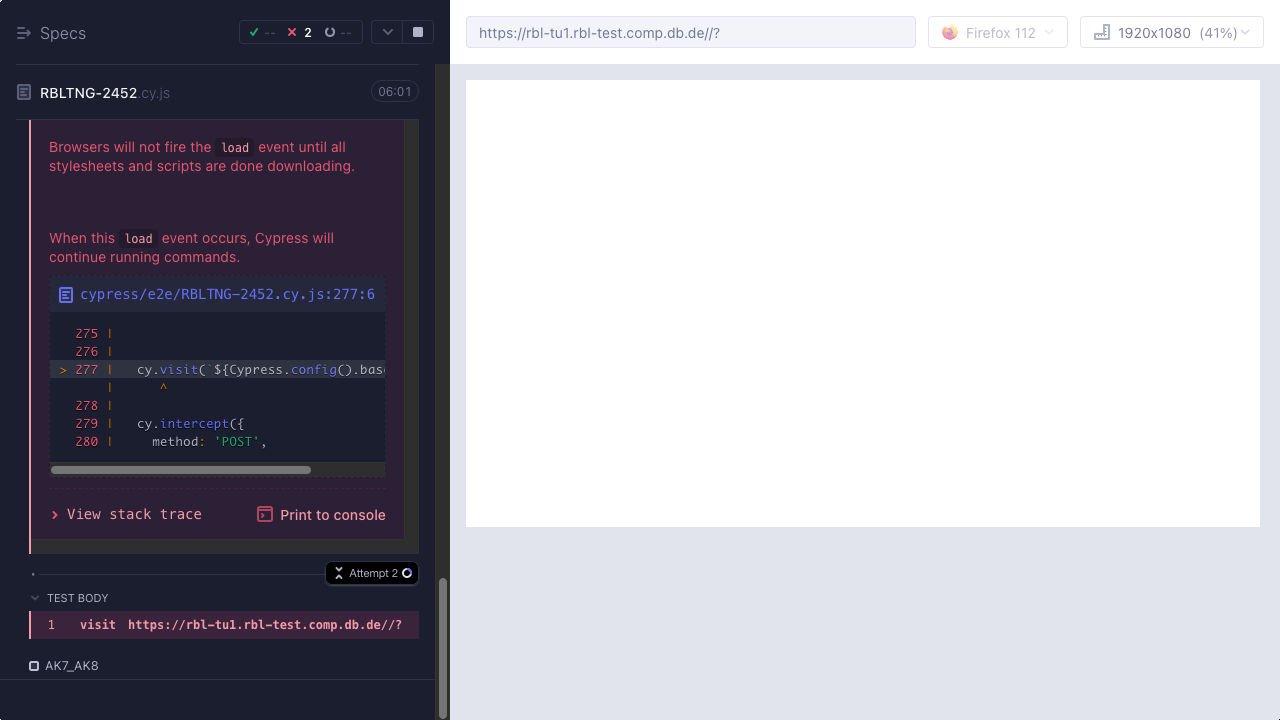 Specs
-- 2 --
https://rbl-tu1.rbl-test.comp.db.de//?
Firefox 112
1920x1080 (41%)
RBLTNG-2452.cy.js
06:01
Browsers will not fire the load event until all
stylesheets and scripts are done downloading.
When this load event occurs, Cypress will
continue running commands.
cypress/e2e/RBLTNG-2452.cy.js:277:6
275 |
276 |
> 277 | cy.visit(`${Cypress.config().bas
| ^
278 |
279 | cy.intercept({
280 | method: 'POST',
View stack trace
Print to console
Attempt 2
TEST BODY
1 visit https://rbl-tu1.rbl-test.comp.db.de//?
AK7_AK8